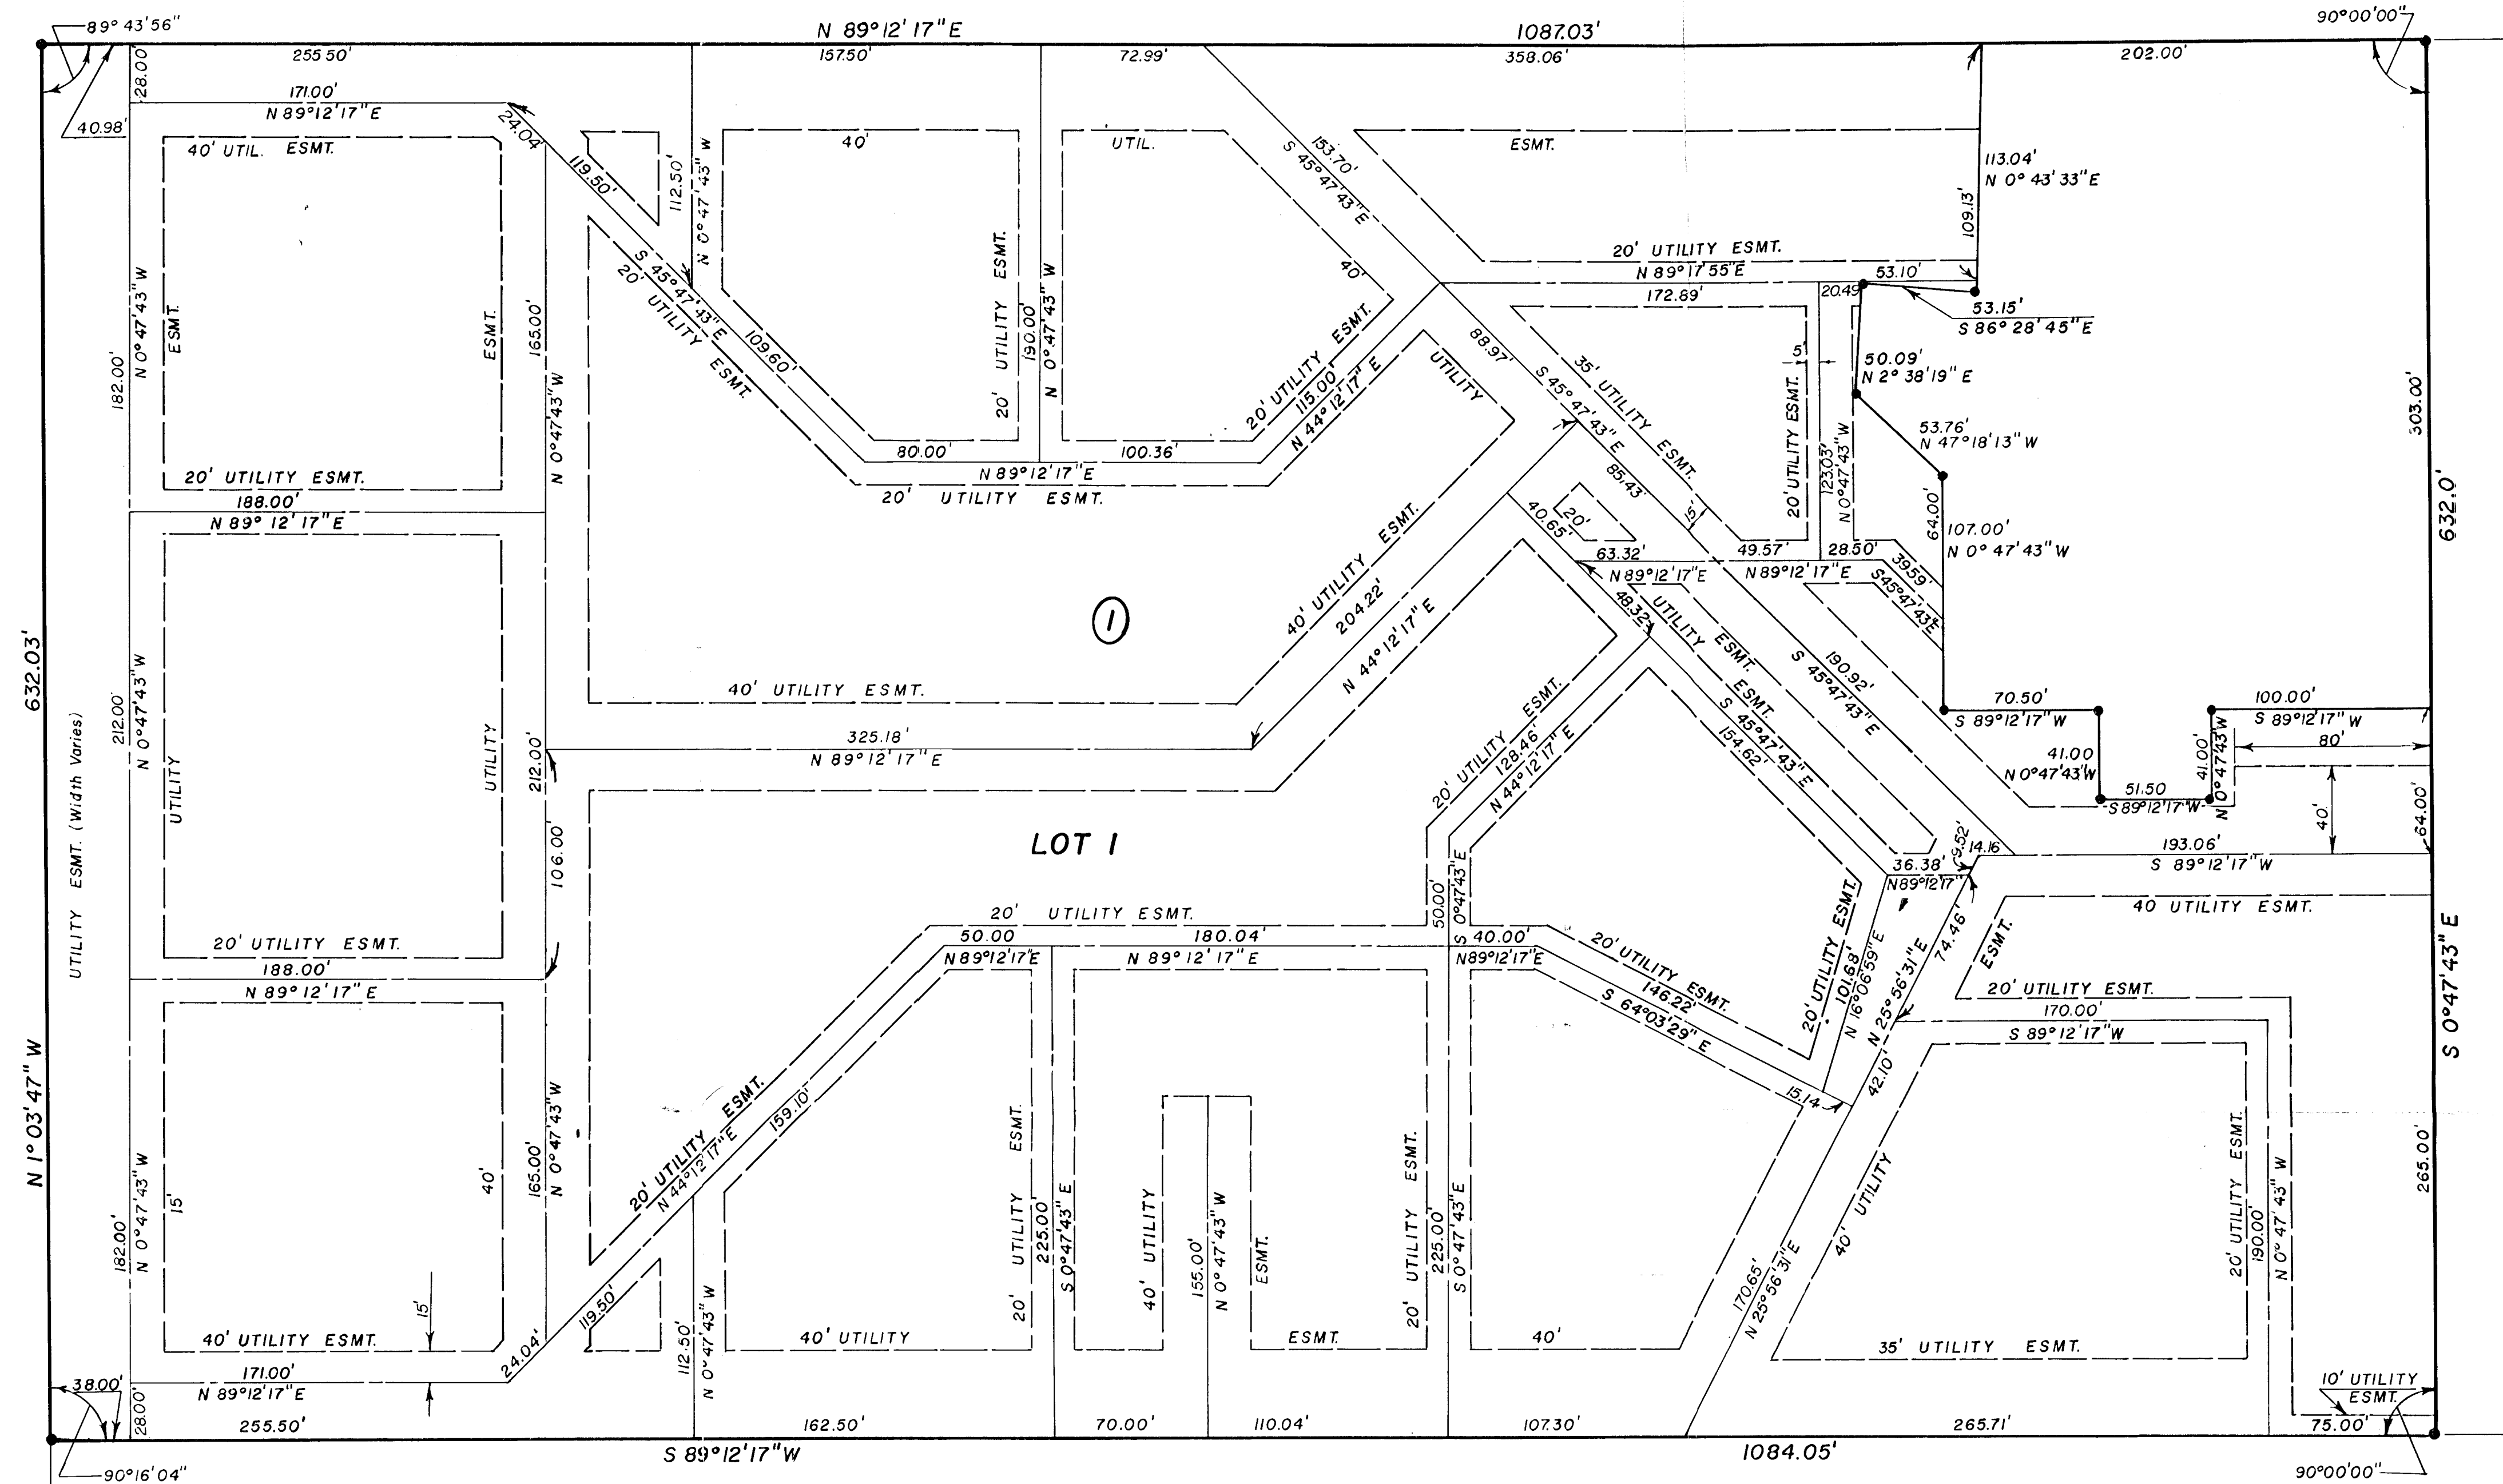 89° 43'56"
N 89° 12' 17" E
1087.03'
90°00'00"
255 50'
157.50'
72.99'
358.06'
202.00'
28.00'
171.00'
N 89°12'17" E
40.98'
40' UTIL. ESMT.
24.04'
119.50'
112.50'
N 0° 47' 43" W
40'
UTIL.
153.70'
S 45°47'43" E
ESMT.
113.04'
N 0° 43' 33" E
109.13'
20' UTILITY ESMT.
N 89°17'55" E
53.10'
172.89'
20.49
53.15'
S 86° 28' 45" E
S 45°47'43" E
20' UTILITY ESMT.
109.60'
20' UTILITY ESMT.
190.00'
N 0°47'43" W
40'
20' UTILITY ESMT.
115.00'
N 44°12'17" E
UTILITY
88.97'
S 45°47'43" E
35' UTILITY ESMT.
5'
50.09'
N 2° 38'19" E
20' UTILITY ESMT.
123.03'
N 0°47'43" W
53.76'
N 47°18'13" W
303.00'
632.0'
182.00'
N 0°47'43" W
ESMT.
ESMT.
165.00'
N 0°47'43" W
80.00'
100.36'
N 89°12'17" E
20' UTILITY ESMT.
20' UTILITY ESMT.
188.00'
N 89° 12' 17" E
85.43'
15'
40.65'
20'
63.32'
49.57'
28.50'
N 89°12'17" E
N 89°12'17" E
39.59'
S 45°47'43" E
64.00'
107.00'
N 0° 47'43" W
40' UTILITY ESMT.
204.22'
N 44°12'17" E
48.32'
UTILITY ESMT.
190.92'
S 45°47'43" E
1
632.03'
UTILITY ESMT. (Width Varies)
212.00'
N 0°47'43" W
UTILITY
UTILITY
212.00'
106.00'
40' UTILITY ESMT.
325.18'
N 89° 12' 17" E
LOT 1
20' UTILITY ESMT.
128.46'
N 44°12'17" E
ESMT.
S 45°47'43" E
154.62'
70.50'
S 89°12'17" W
41.00
N 0°47'43" W
51.50
S 89°12'17" W
41.00'
N 0°47'43" W
100.00'
S 89°12'17" W
80'
40'
64.00'
9.52'
14.16
36.38'
N 89°12'17"
193.06'
S 89°12'17" W
40 UTILITY ESMT.
S 0°47'43" E
20' UTILITY ESMT.
188.00'
N 89° 12' 17" E
20' UTILITY ESMT.
50.00
180.04'
40.00'
N 89°12'17" E
N 89° 12' 17" E
N 89°12'17" E
50.00'
S 0°47'43" E
20' UTILITY ESMT.
146.22'
S 64°03'29" E
20' UTILITY ESMT.
101.68'
N 16°06'59" E
74.46'
N 25°56'31" E
ESMT.
20' UTILITY ESMT.
170.00'
S 89°12'17" W
15.14
42.10'
N 1° 03' 47" W
182.00'
N 0°47'43" W
15'
40'
165.00'
N 0°47'43" W
20' UTILITY ESMT.
159.10'
N 44°12'17" E
20' UTILITY ESMT.
225.00'
S 0°47'43" E
40' UTILITY
155.00'
N 0°47'43" W
ESMT.
20' UTILITY ESMT.
225.00'
S 0°47'43" E
170.65'
N 25°56'31" E
40' UTILITY
20' UTILITY ESMT.
190.00'
N 0°47'43" W
265.00'
15'
119.50'
24.04'
112.50'
N 0°47'43" W
40' UTILITY ESMT.
171.00'
N 89°12'17" E
38.00'
28.00'
40' UTILITY
ESMT.
40'
35' UTILITY ESMT.
10' UTILITY
ESMT.
255.50'
162.50'
70.00'
110.04'
107.30'
265.71'
75.00'
S 89°12'17" W
1084.05'
90°16'04"
90°00'00"